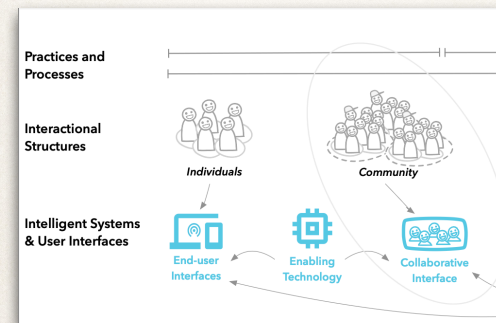 Practices and
Processes
Interactional
Structures
Individuals
Community
Intelligent Systems
& User Interfaces
End-user
Interfaces
Enabling
Technology
Collaborative
Interface